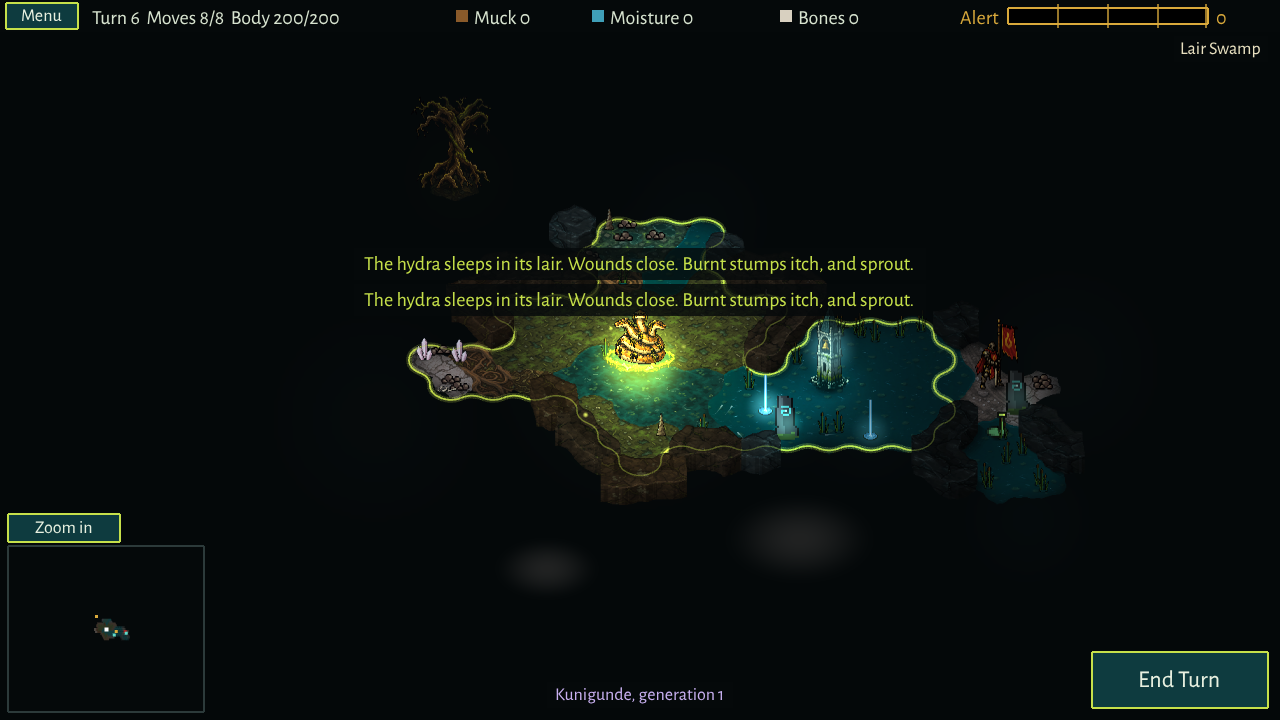 Menu
Turn 6 Moves 8/8 Body 200/200
Muck 0
Moisture 0
Bones 0
Alert 0
Lair Swamp
The hydra sleeps in its lair. Wounds close. Burnt stumps itch, and sprout.
The hydra sleeps in its lair. Wounds close. Burnt stumps itch, and sprout.
Zoom in
End Turn
Kunigunde, generation 1